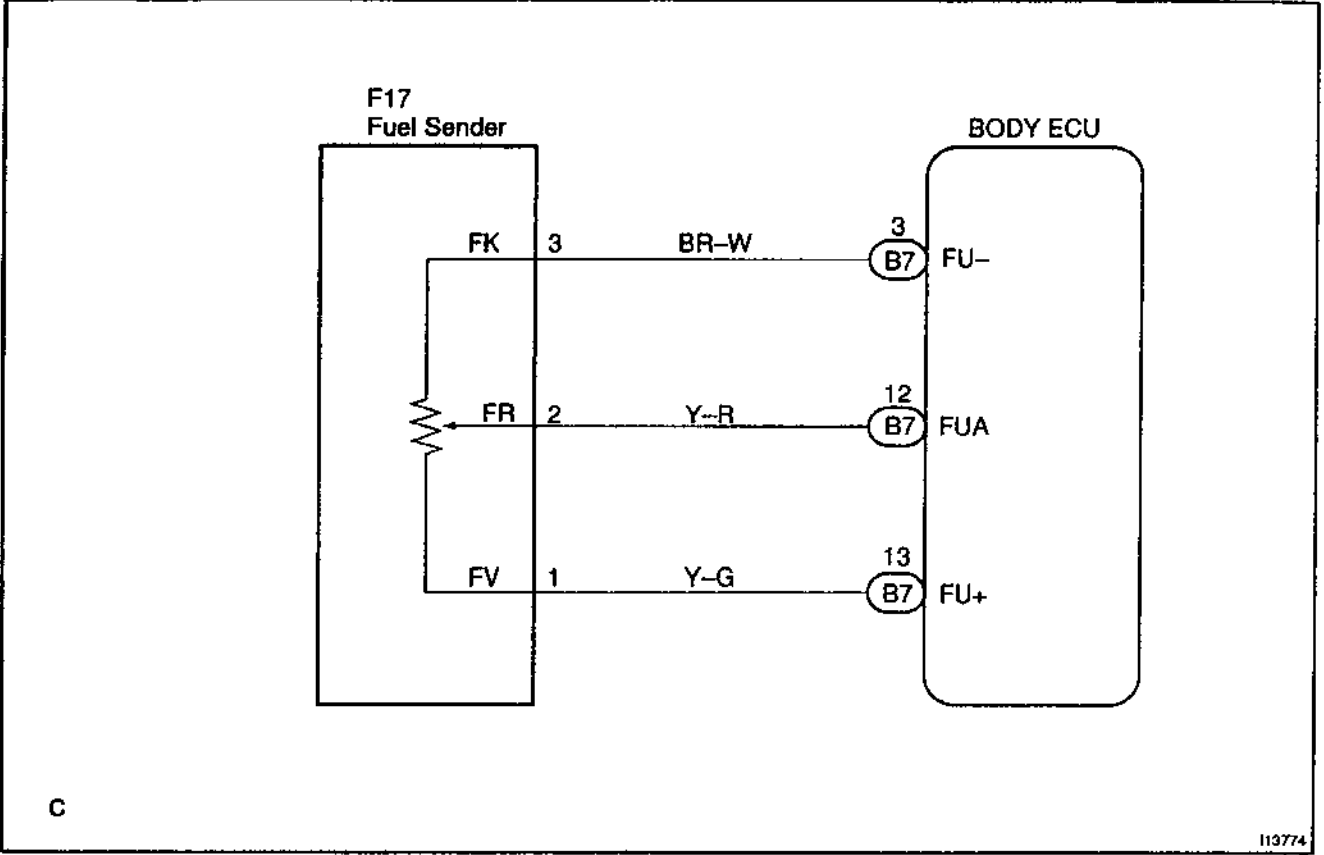 F17
Fuel Sender
BODY ECU
FK 3 BR–W 3 B7 FU–
FR 2 Y–R 12 B7 FUA
FV 1 Y–G 13 B7 FU+
C
I13774